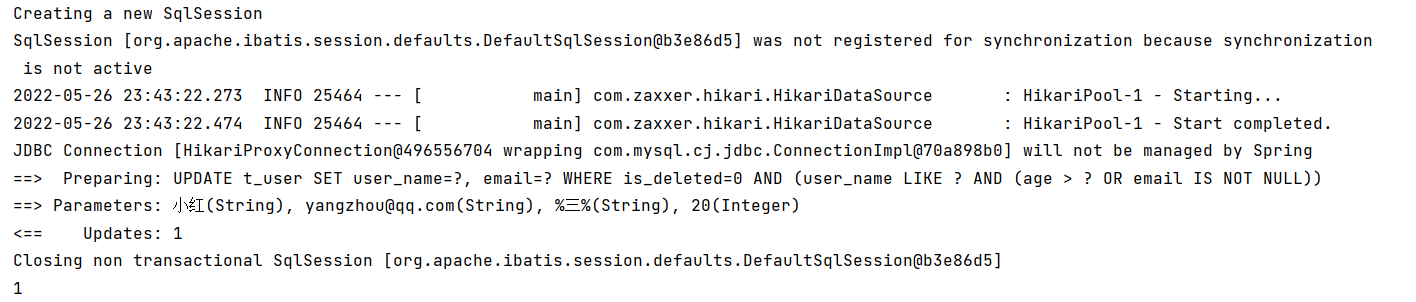 Creating a new SqlSession
SqlSession [org.apache.ibatis.session.defaults.DefaultSqlSession@b3e86d5] was not registered for synchronization because synchronization
 is not active
2022-05-26 23:43:22.273  INFO 25464 --- [           main] com.zaxxer.hikari.HikariDataSource       : HikariPool-1 - Starting...
2022-05-26 23:43:22.474  INFO 25464 --- [           main] com.zaxxer.hikari.HikariDataSource       : HikariPool-1 - Start completed.
JDBC Connection [HikariProxyConnection@496556704 wrapping com.mysql.cj.jdbc.ConnectionImpl@70a898b0] will not be managed by Spring
==>  Preparing: UPDATE t_user SET user_name=?, email=? WHERE is_deleted=0 AND (user_name LIKE ? AND (age > ? OR email IS NOT NULL))
==> Parameters: 小红(String), yangzhou@qq.com(String), %三%(String), 20(Integer)
<==    Updates: 1
Closing non transactional SqlSession [org.apache.ibatis.session.defaults.DefaultSqlSession@b3e86d5]
1